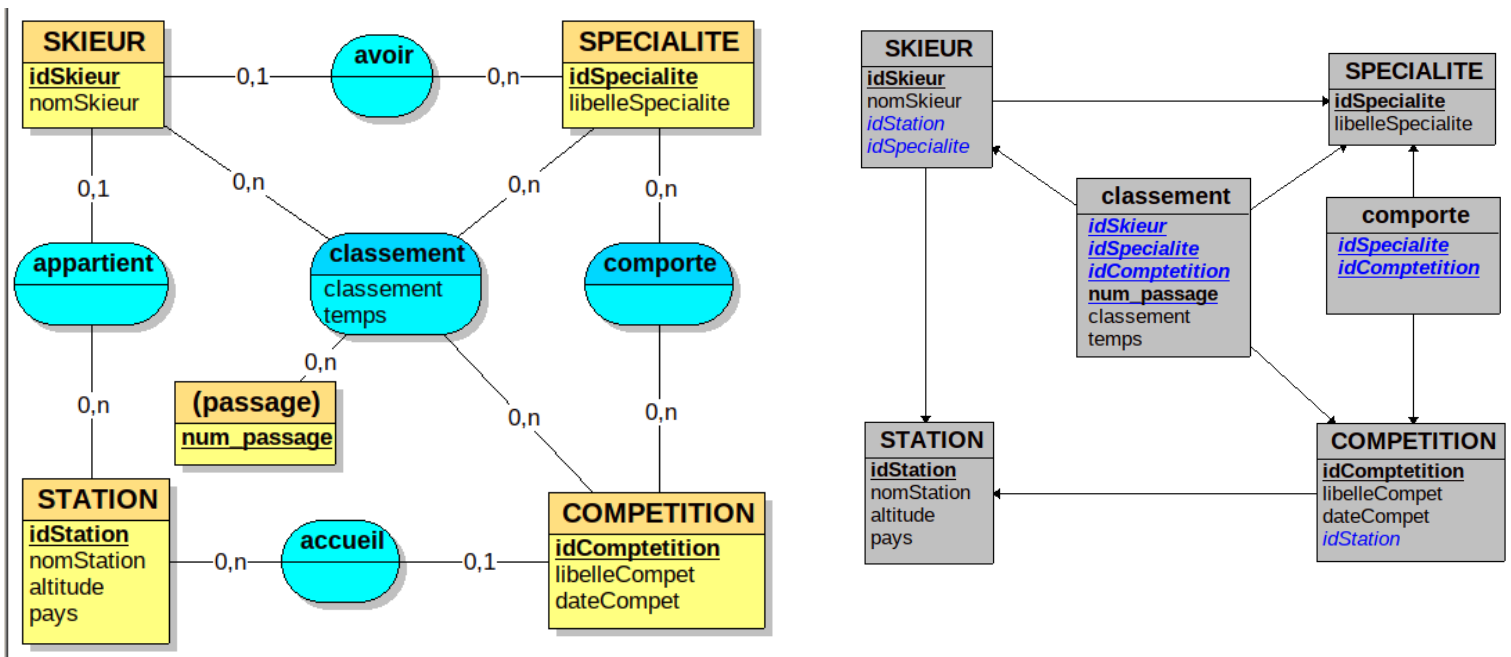 SKIEUR
idSkieur
nomSkieur
0,1
avoir
0,n
SPECIALITE
idSpecialite
libelleSpecialite
0,1
0,n
0,n
0,n
appartient
classement
classement
temps
comporte
0,n
0,n
(passage)
num_passage
0,n
0,n
STATION
idStation
nomStation
altitude
pays
0,n
accueil
0,1
COMPETITION
idComptetition
libelleCompet
dateCompet
SKIEUR
idSkieur
nomSkieur
idStation
idSpecialite
SPECIALITE
idSpecialite
libelleSpecialite
classement
idSkieur
idSpecialite
idComptetition
num_passage
classement
temps
comporte
idSpecialite
idComptetition
STATION
idStation
nomStation
altitude
pays
COMPETITION
idComptetition
libelleCompet
dateCompet
idStation